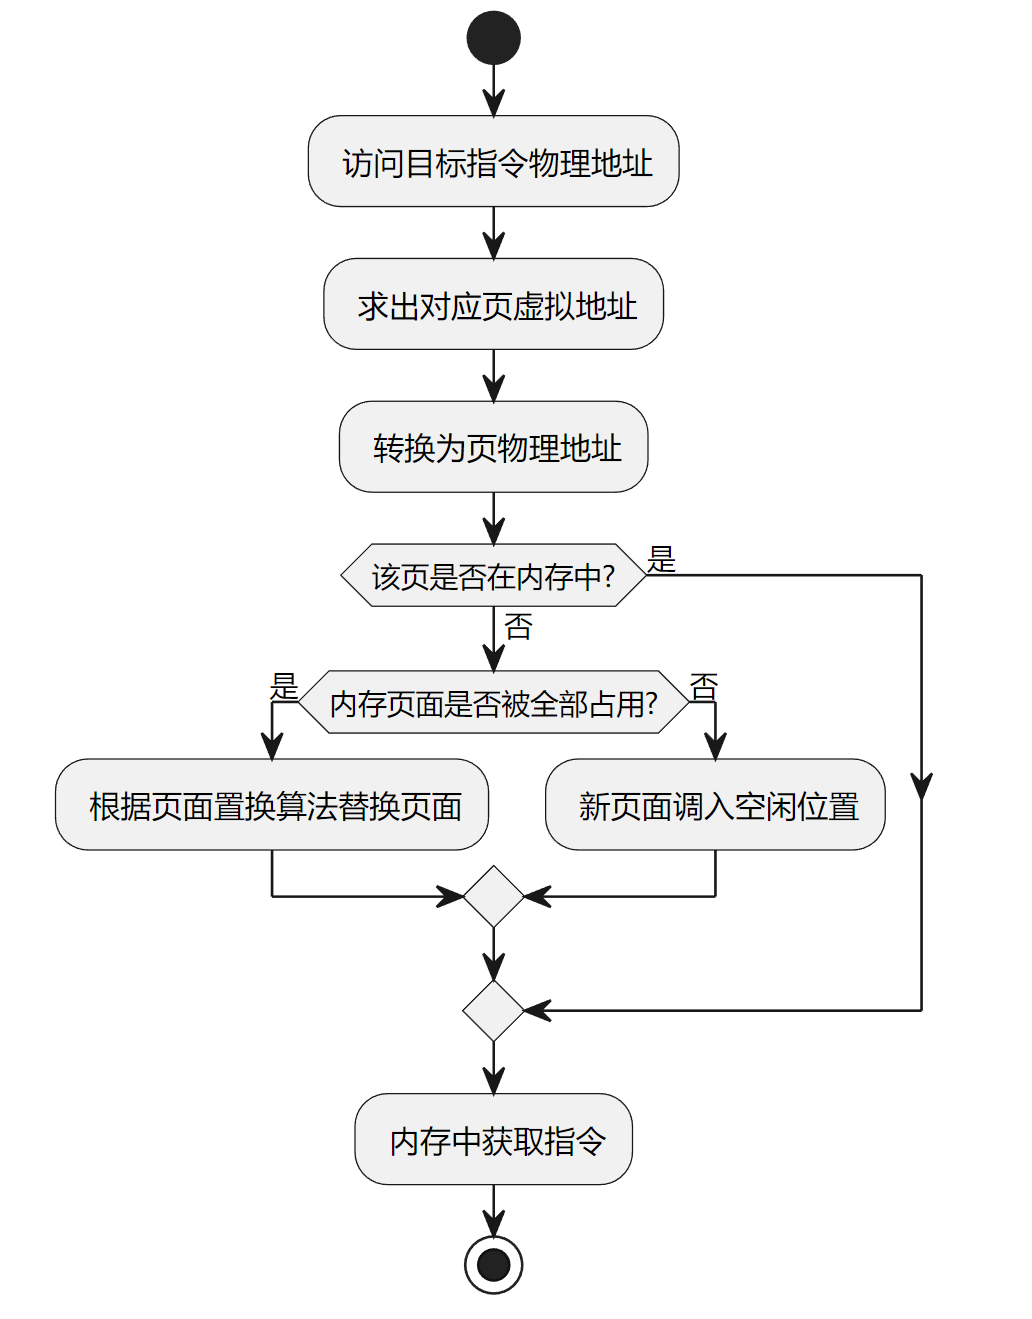 访问目标指令物理地址
求出对应页虚拟地址
转换为页物理地址
该页是否在内存中?
是
否
内存页面是否被全部占用?
是
否
根据页面置换算法替换页面
新页面调入空闲位置
内存中获取指令